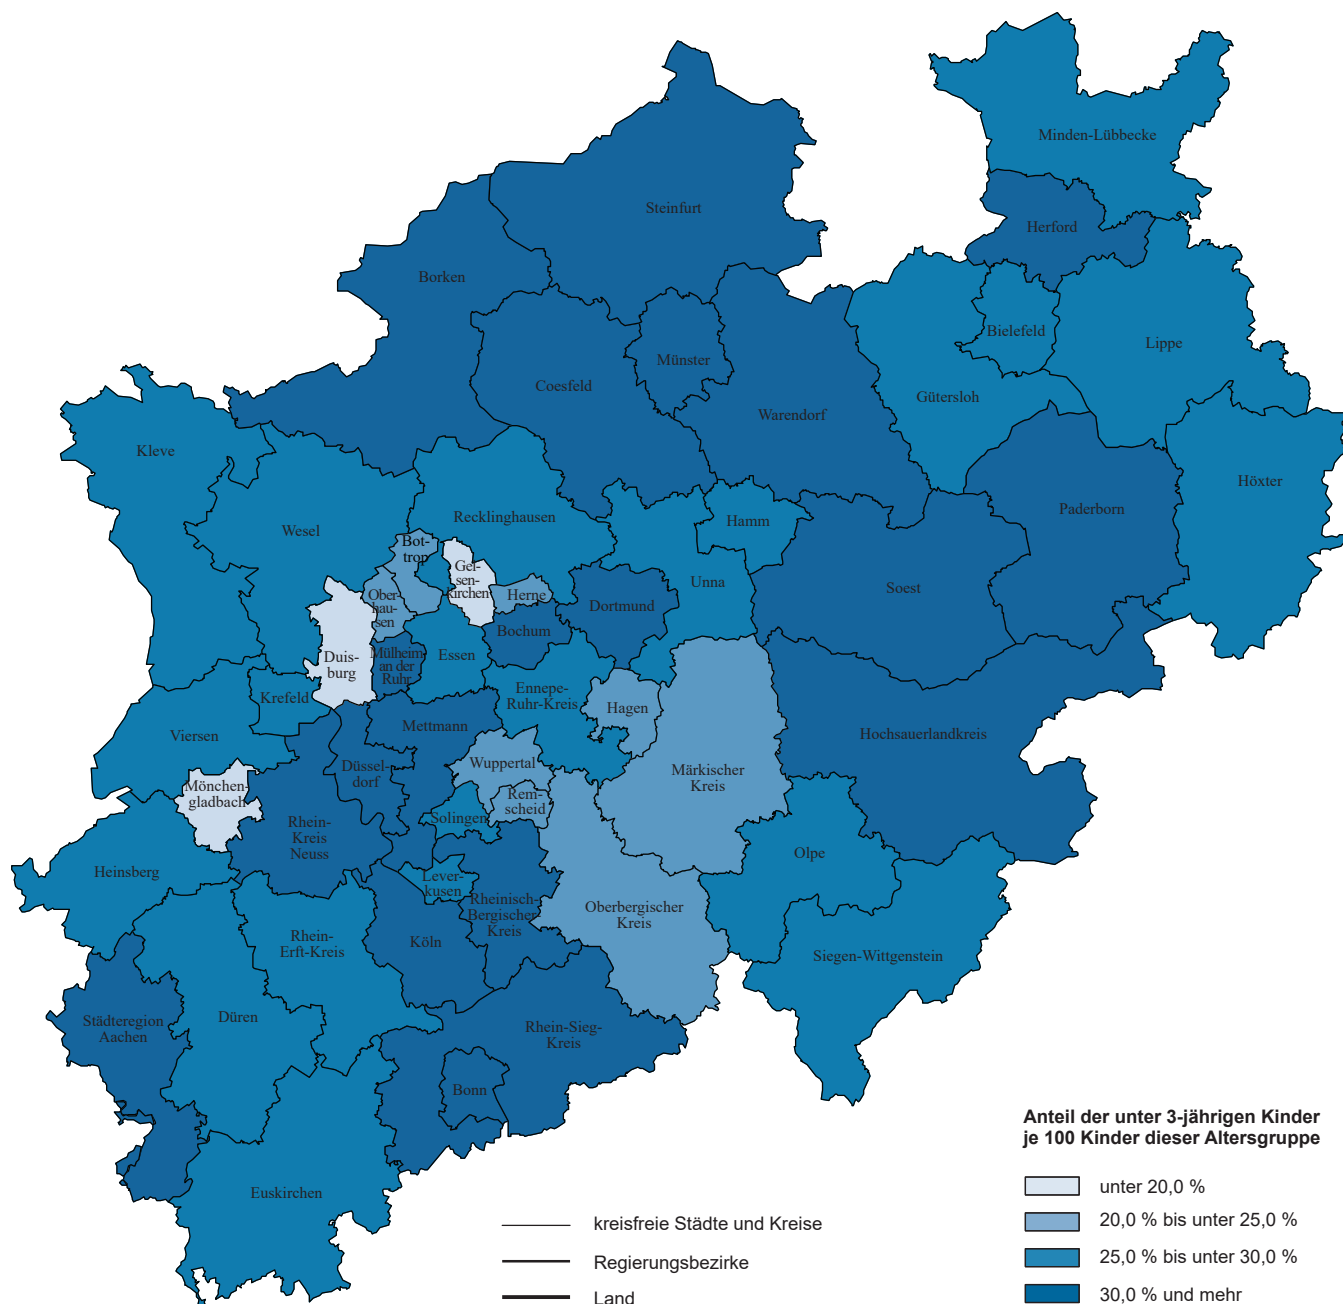 Minden-Lübbecke
Steinfurt
Herford
Borken
Bielefeld
Lippe
Münster
Coesfeld
Gütersloh
Warendorf
Kleve
Höxter
Paderborn
Recklinghausen
Hamm
Wesel
Bot-
trop
Gel-
sen-
kirchen
Unna
Soest
Ober-
hau-
sen
Herne
Dortmund
Bochum
Duis-
burg
Mülheim
an der
Ruhr
Essen
Ennepe-
Ruhr-Kreis
Krefeld
Hagen
Mettmann
Viersen
Hochsauerlandkreis
Düssel-
dorf
Wuppertal
Märkischer
Kreis
Mönchen-
gladbach
Rem-
scheid
Solingen
Rhein-
Kreis
Neuss
Olpe
Heinsberg
Lever-
kusen
Rheinisch-
Bergischer-
Kreis
Oberbergischer
Kreis
Rhein-
Erft-Kreis
Köln
Siegen-Wittgenstein
Städteregion
Aachen
Düren
Rhein-Sieg-
Kreis
Bonn
Euskirchen
Anteil der unter 3-jährigen Kinder
je 100 Kinder dieser Altersgruppe
unter 20,0 %
20,0 % bis unter 25,0 %
25,0 % bis unter 30,0 %
30,0 % und mehr
kreisfreie Städte und Kreise
Regierungsbezirke
Land